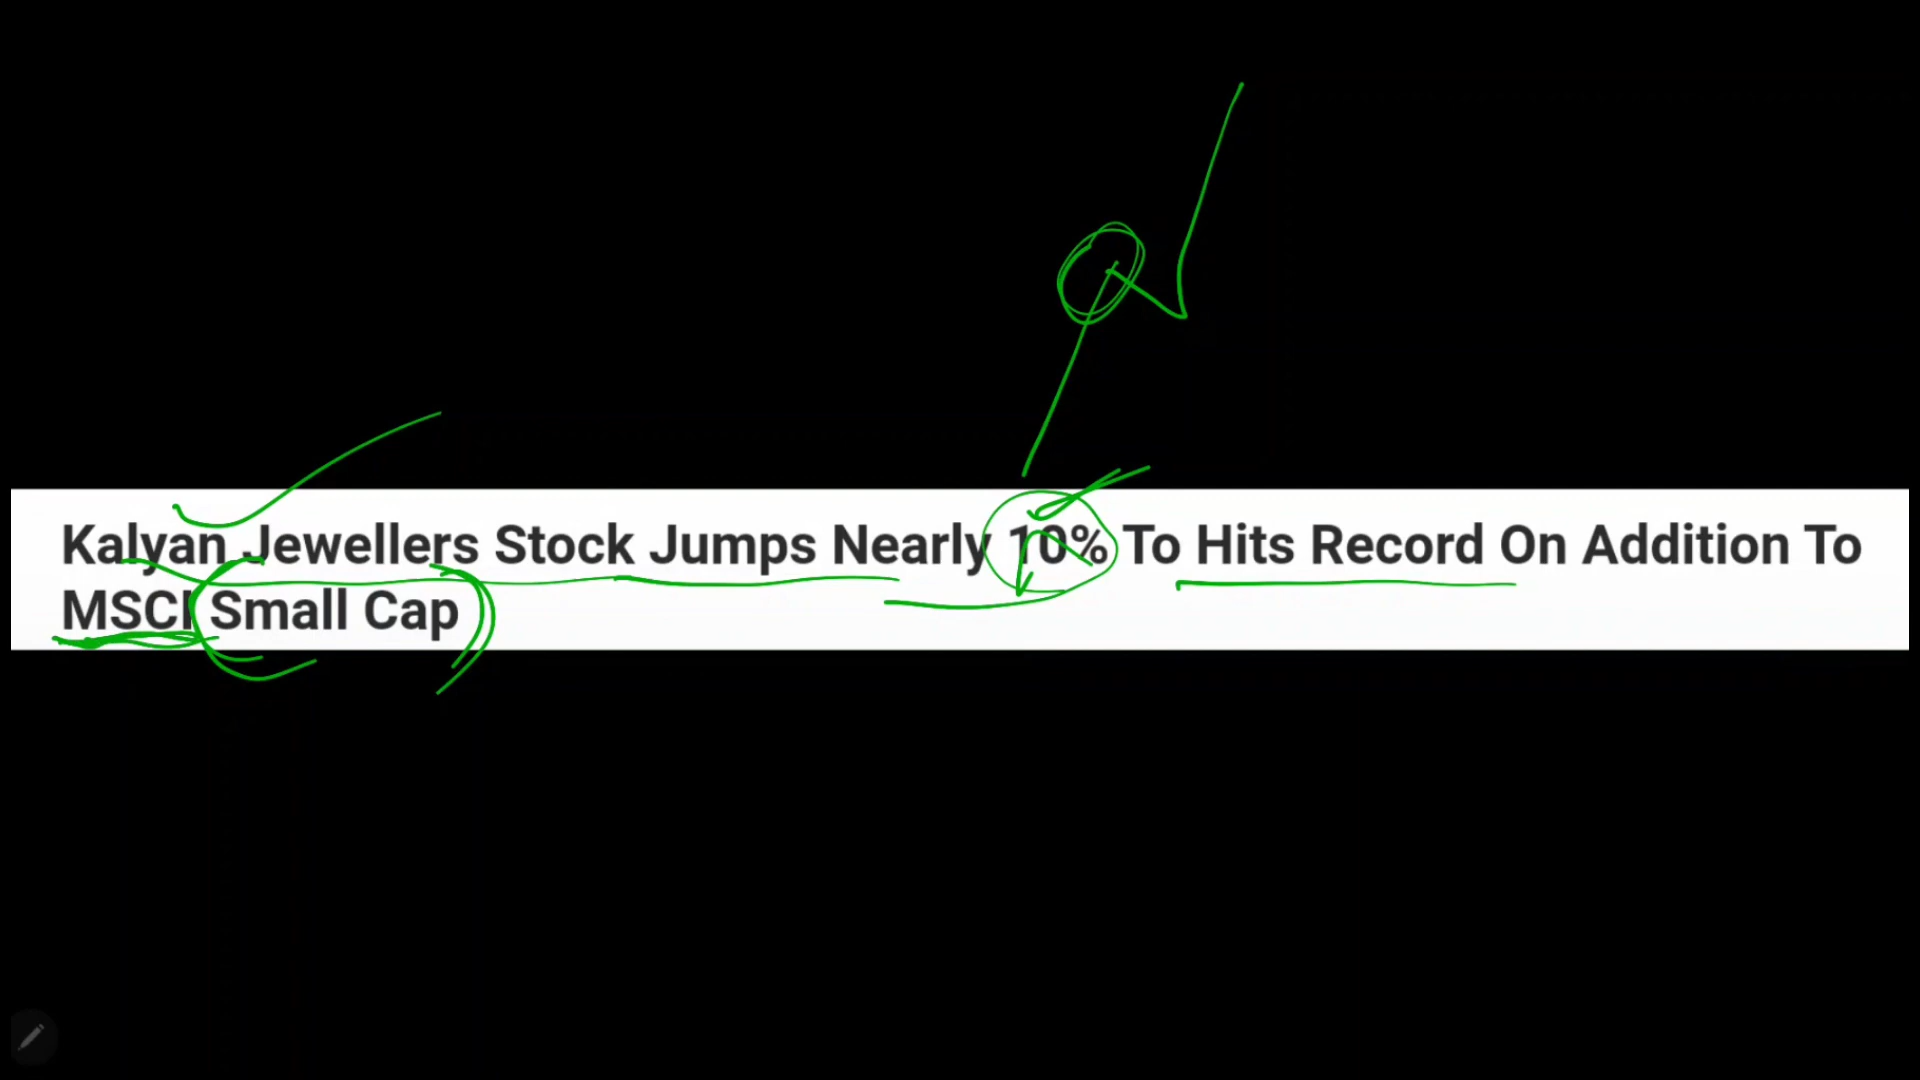 Kalyan Jewellers Stock Jumps Nearly 10% To Hits Record On Addition To
MSCI Small Cap